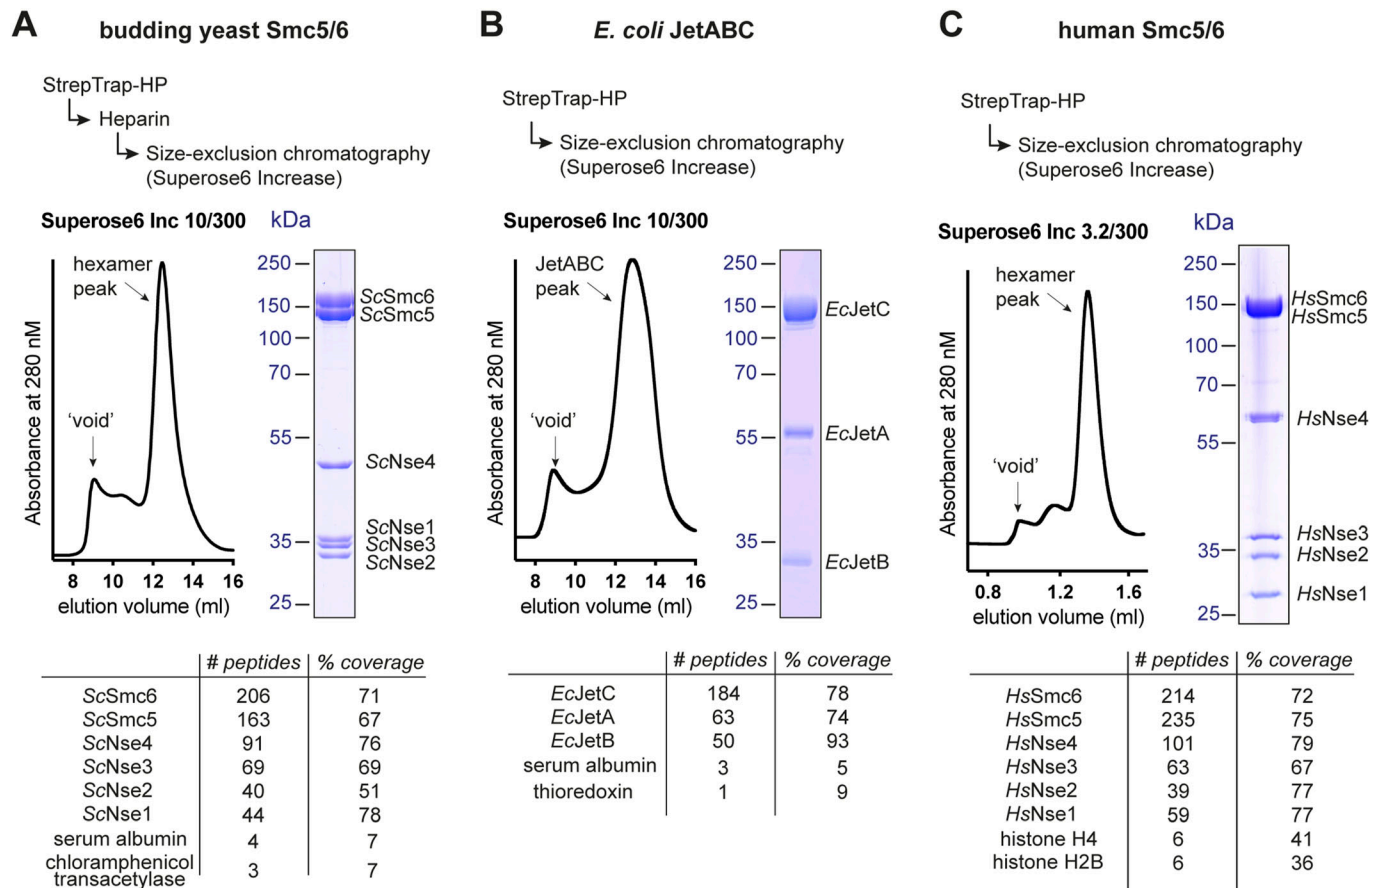 A budding yeast Smc5/6
StrepTrap-HP
Heparin
Size-exclusion chromatography
(Superose6 Increase)
Superose6 Inc 10/300 kDa
hexamer
peak
'void'
Absorbance at 280 nM
8 10 12 14 16
elution volume (ml)
250
150
100
70
55
35
25
ScSmc6
ScSmc5
ScNse4
ScNse1
ScNse3
ScNse2
# peptides % coverage
ScSmc6 206 71
ScSmc5 163 67
ScNse4 91 76
ScNse3 69 69
ScNse2 40 51
ScNse1 44 78
serum albumin 4 7
chloramphenicol
transacetylase 3 7
B E. coli JetABC
StrepTrap-HP
Size-exclusion chromatography
(Superose6 Increase)
Superose6 Inc 10/300
JetABC
peak
'void'
Absorbance at 280 nM
8 10 12 14 16
elution volume (ml)
250
150
100
70
55
35
25
EcJetC
EcJetA
EcJetB
# peptides % coverage
EcJetC 184 78
EcJetA 63 74
EcJetB 50 93
serum albumin 3 5
thioredoxin 1 9
C human Smc5/6
StrepTrap-HP
Size-exclusion chromatography
(Superose6 Increase)
Superose6 Inc 3.2/300 kDa
hexamer
peak
'void'
Absorbance at 280 nM
0.8 1.2 1.6
elution volume (ml)
250
150
100
70
55
35
25
HsSmc6
HsSmc5
HsNse4
HsNse3
HsNse2
HsNse1
# peptides % coverage
HsSmc6 214 72
HsSmc5 235 75
HsNse4 101 79
HsNse3 63 67
HsNse2 39 77
HsNse1 59 77
histone H4 6 41
histone H2B 6 36